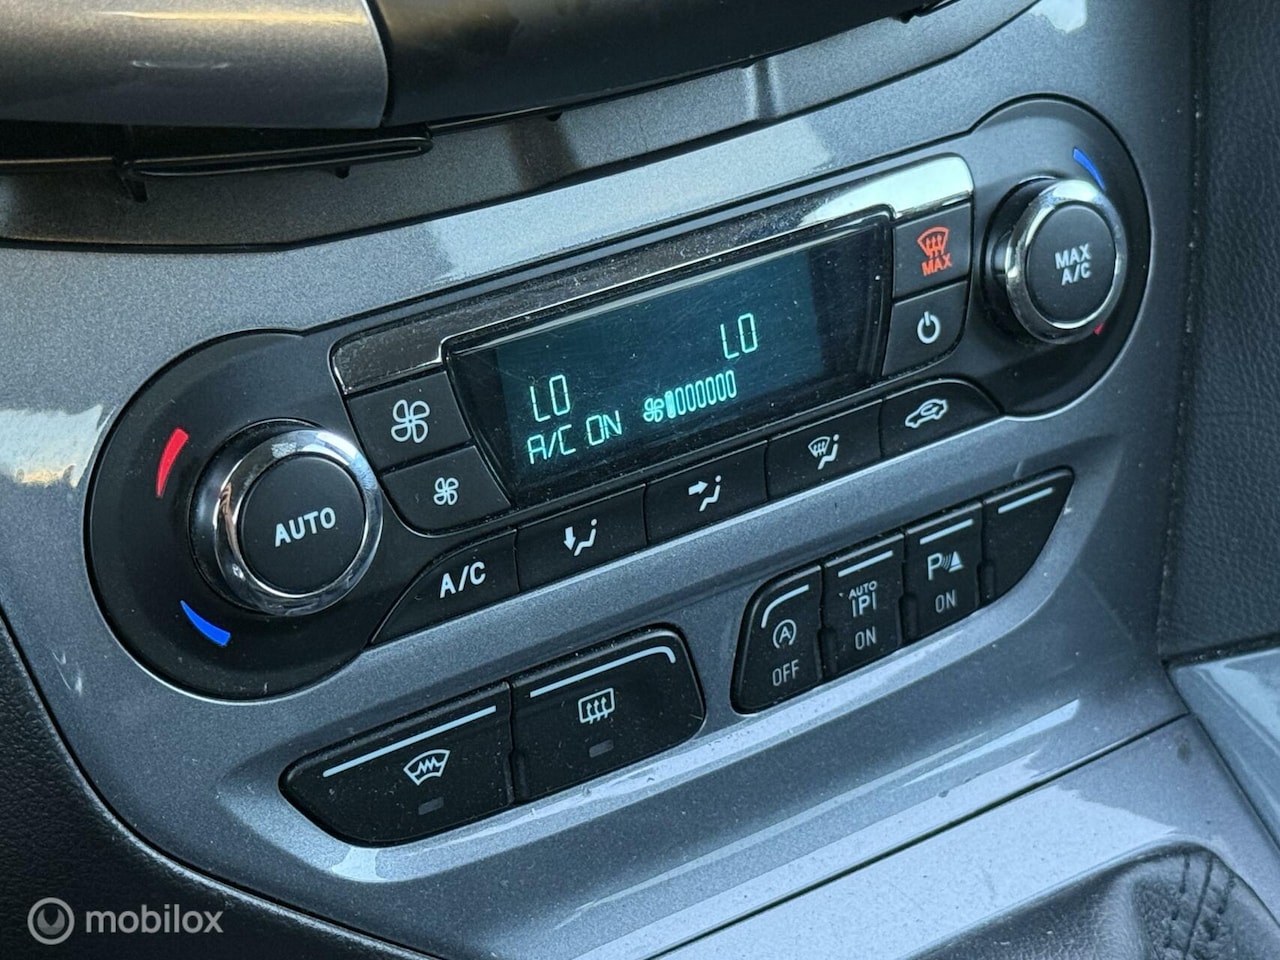 MAX
MAX
A/C
LO
LO
A/C ON
AUTO
A/C
A
OFF
AUTO
P
ON
P
ON
mobilox